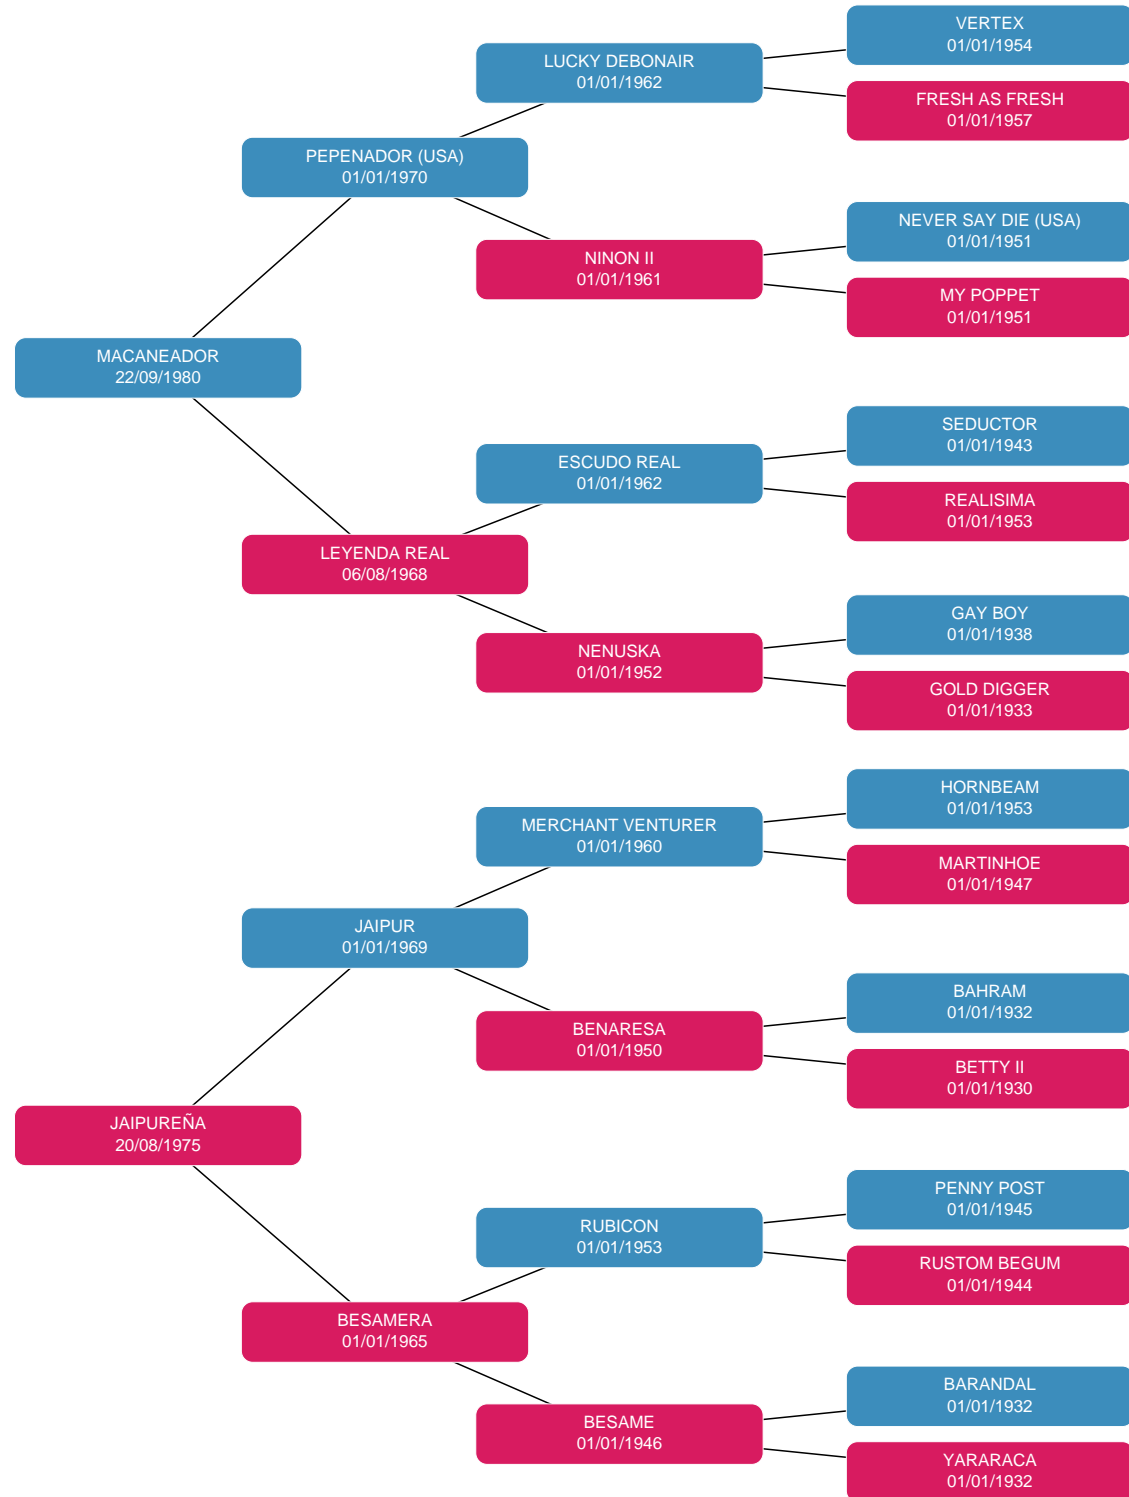 VERTEX
01/01/1954
LUCKY DEBONAIR
01/01/1962
FRESH AS FRESH
01/01/1957
PEPENADOR (USA)
01/01/1970
NEVER SAY DIE (USA)
01/01/1951
NINON II
01/01/1961
MY POPPET
01/01/1951
MACANEADOR
22/09/1980
SEDUCTOR
01/01/1943
ESCUDO REAL
01/01/1962
REALISIMA
01/01/1953
LEYENDA REAL
06/08/1968
GAY BOY
01/01/1938
NENUSKA
01/01/1952
GOLD DIGGER
01/01/1933
HORNBEAM
01/01/1953
MERCHANT VENTURER
01/01/1960
MARTINHOE
01/01/1947
JAIPUR
01/01/1969
BAHRAM
01/01/1932
BENARESA
01/01/1950
BETTY II
01/01/1930
JAIPUREÑA
20/08/1975
PENNY POST
01/01/1945
RUBICON
01/01/1953
RUSTOM BEGUM
01/01/1944
BESAMERA
01/01/1965
BARANDAL
01/01/1932
BESAME
01/01/1946
YARARACA
01/01/1932